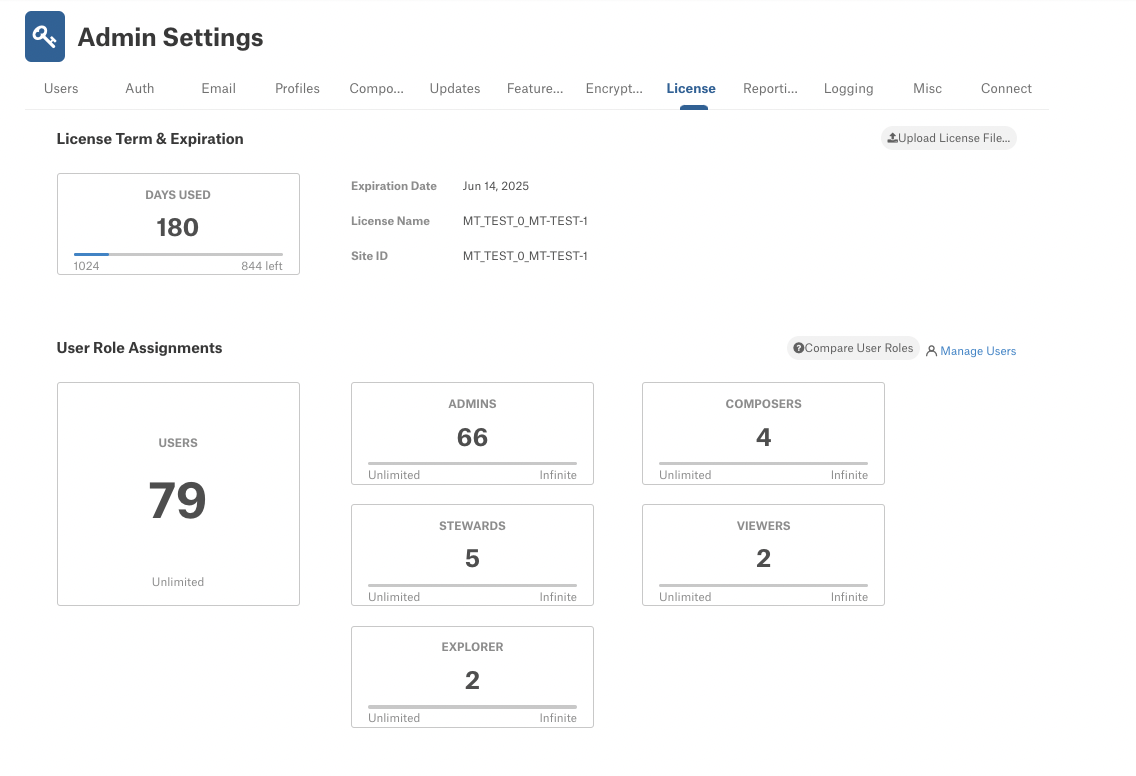 Admin Settings
Users Auth Email Profiles Compo... Updates Feature... Encrypt... License Reporti... Logging Misc Connect
License Term & Expiration
Upload License File...
DAYS USED
180
1024 844 left
Expiration Date Jun 14, 2025
License Name MT_TEST_0_MT-TEST-1
Site ID MT_TEST_0_MT-TEST-1
User Role Assignments
Compare User Roles
Manage Users
USERS
79
Unlimited
ADMINS
66
Unlimited Infinite
COMPOSERS
4
Unlimited Infinite
STEWARDS
5
Unlimited Infinite
VIEWERS
2
Unlimited Infinite
EXPLORER
2
Unlimited Infinite